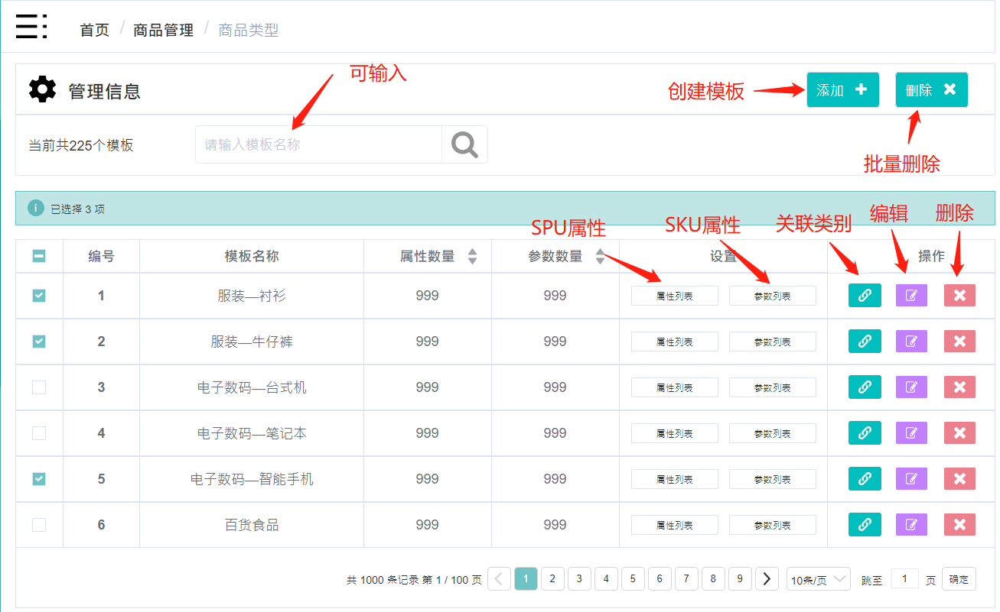 首页 / 商品管理 / 商品类型
可输入
管理信息
创建模板
添加
删除
当前共225个模板
请输入模板名称
批量删除
已选择 3 项
SPU属性 SKU属性 关联类别 编辑 删除
编号 模板名称 属性数量 参数数量 设置 操作
1 服装—衬衫 999 999 属性列表 参数列表
2 服装—牛仔裤 999 999 属性列表 参数列表
3 电子数码—台式机 999 999 属性列表 参数列表
4 电子数码—笔记本 999 999 属性列表 参数列表
5 电子数码—智能手机 999 999 属性列表 参数列表
6 百货食品 999 999 属性列表 参数列表
共 1000 条记录 第 1 / 100 页 1 2 3 4 5 6 7 8 9 10条/页 跳至 1 页 确定